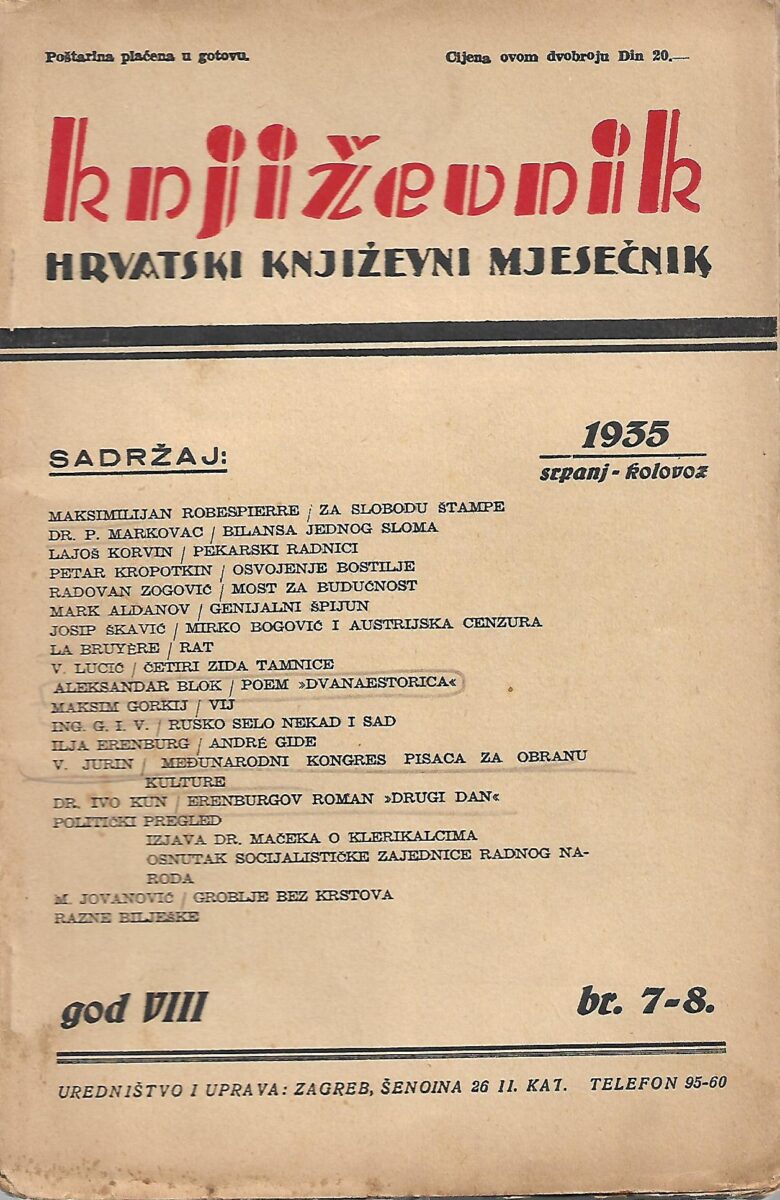 Poštarina plaćena u gotovu.
Cijena ovom dvobroju Din 20.—
književnik
HRVATSKI KNJIŽEVNI MJESEČNIK
SADRŽAJ:
1935
srpanj - kolovoz
MAKSIMILIJAN ROBESPIERRE / ZA SLOBODU ŠTAMPE
DR. P. MARKOVAC / BILANSA JEDNOG SLOMA
LAJOŠ KORVIN / PEKARSKI RADNICI
PETAR KROPOTKIN / OSVOJENJE BOSTILJE
RADOVAN ZOGOVIĆ / MOST ZA BUDUĆNOST
MARK ALDANOV / GENIJALNI ŠPIJUN
JOSIP ŠKAVIĆ / MIRKO BOGOVIĆ I AUSTRIJSKA CENZURA
LA BRUYÈRE / RAT
V. LUCIĆ / ČETIRI ZIDA TAMNICE
ALEKSANDAR BLOK / POEM »DVANAESTORICA«
MAKSIM GORKIJ / VIJ
ING. G. I. V. / RUSKO SELO NEKAD I SAD
ILJA ERENBURG / ANDRÉ GIDE
V. JURIN / MEĐUNARODNI KONGRES PISACA ZA OBRANU
KULTURE
DR. IVO KUN / ERENBURGOV ROMAN »DRUGI DAN«
POLITIČKI PREGLED
IZJAVA DR. MAČEKA O KLERIKALCIMA
OSNUTAK SOCIJALISTIČKE ZAJEDNICE RADNOG NA-
RODA
M. JOVANOVIĆ / GROBLJE BEZ KRSTOVA
RAZNE BILJEŠKE
god VIII
br. 7-8.
UREDNIŠTVO I UPRAVA: ZAGREB, ŠENOINA 26 II. KAT. TELEFON 95-60